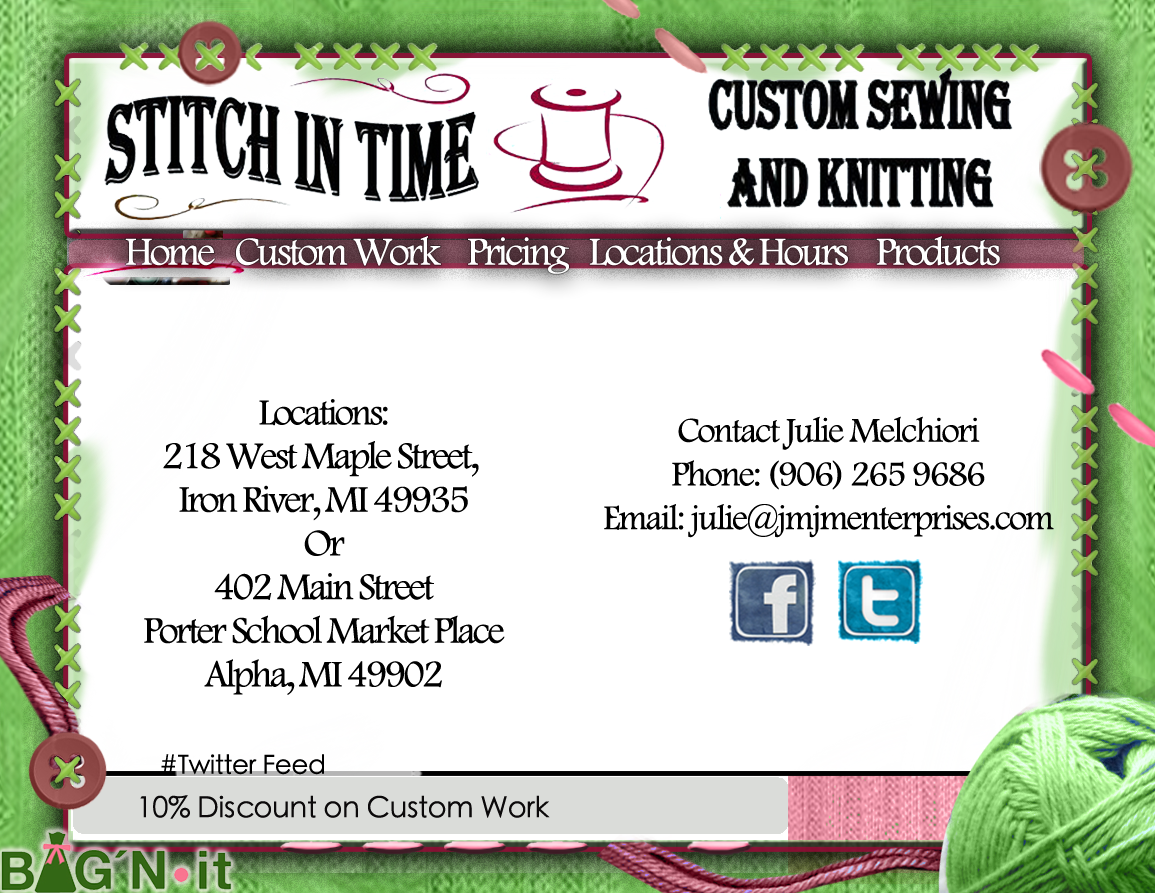 STITCH IN TIME
CUSTOM SEWING
AND KNITTING
Home Custom Work Pricing Locations & Hours Products
Locations:
218 West Maple Street,
Iron River, MI 49935
Or
402 Main Street
Porter School Market Place
Alpha, MI 49902
Contact Julie Melchiori
Phone: (906) 265 9686
Email: julie@jmjmenterprises.com
f t
#Twitter Feed
10% Discount on Custom Work
BAG'N•it